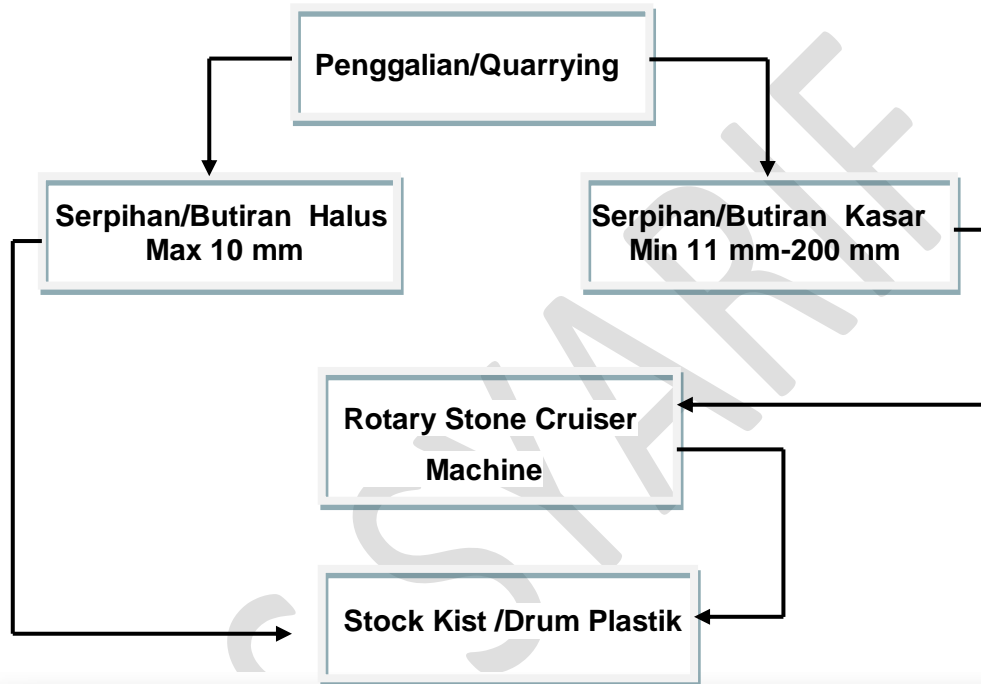 Penggalian/Quarrying
Serpihan/Butiran Halus
Max 10 mm
Serpihan/Butiran Kasar
Min 11 mm-200 mm
Rotary Stone Cruiser
Machine
Stock Kist /Drum Plastik
S SYARIF